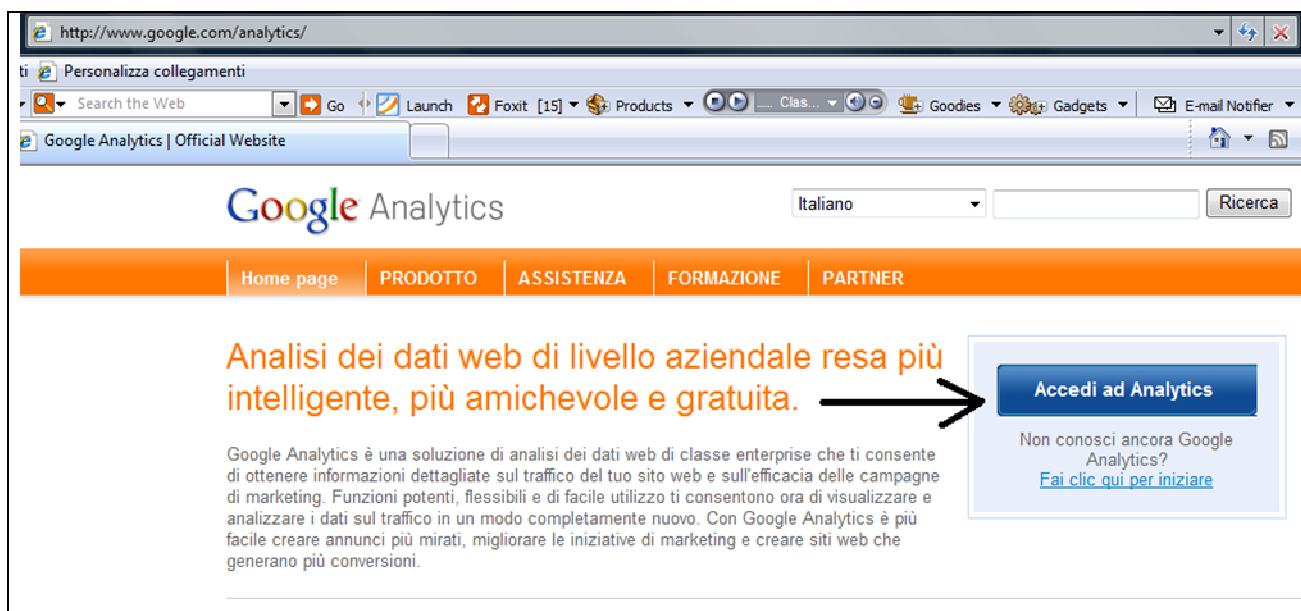 http://www.google.com/analytics/
ti Personalizza collegamenti
Search the Web Go Launch Foxit [15] Products Clas... Goodies Gadgets E-mail Notifier
Google Analytics | Official Website
Google Analytics Italiano Ricerca
Home page PRODOTTO ASSISTENZA FORMAZIONE PARTNER
Analisi dei dati web di livello aziendale resa più
intelligente, più amichevole e gratuita.
Google Analytics è una soluzione di analisi dei dati web di classe enterprise che ti consente
di ottenere informazioni dettagliate sul traffico del tuo sito web e sull'efficacia delle campagne
di marketing. Funzioni potenti, flessibili e di facile utilizzo ti consentono ora di visualizzare e
analizzare i dati sul traffico in un modo completamente nuovo. Con Google Analytics è più
facile creare annunci più mirati, migliorare le iniziative di marketing e creare siti web che
generano più conversioni.
Accedi ad Analytics
Non conosci ancora Google
Analytics?
Fai clic qui per iniziare